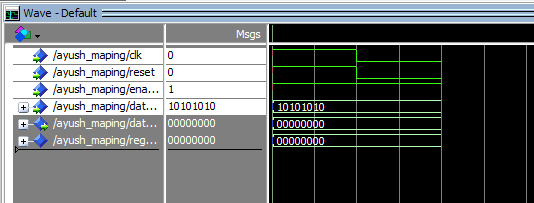 Wave - Default
Msgs
/ayush_maping/clk 0
/ayush_maping/reset 0
/ayush_maping/ena... 1
/ayush_maping/dat... 10101010 10101010
/ayush_maping/dat... 00000000 00000000
/ayush_maping/reg... 00000000 00000000